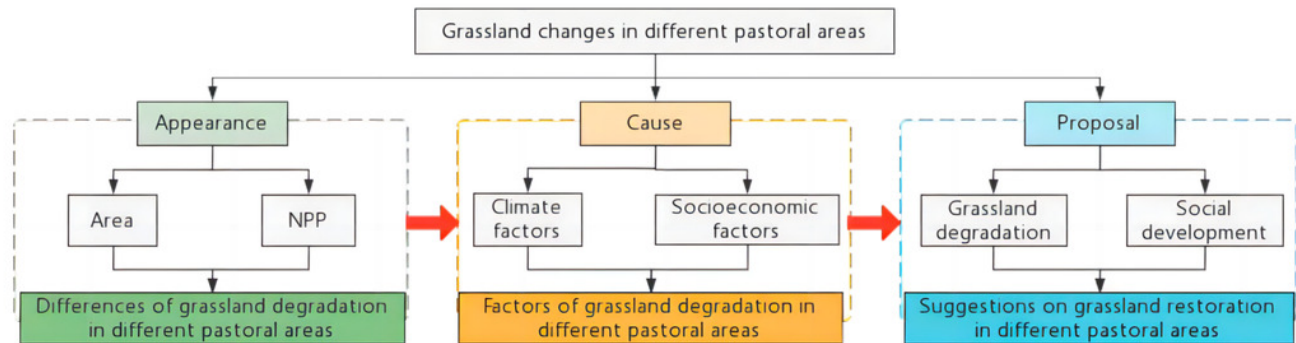 Grassland changes in different pastoral areas
Appearance
Cause
Proposal
Area
NPP
Climate
factors
Socioeconomic
factors
Grassland
degradation
Social
development
Differences of grassland degradation
in different pastoral areas
Factors of grassland degradation in
different pastoral areas
Suggestions on grassland restoration
in different pastoral areas